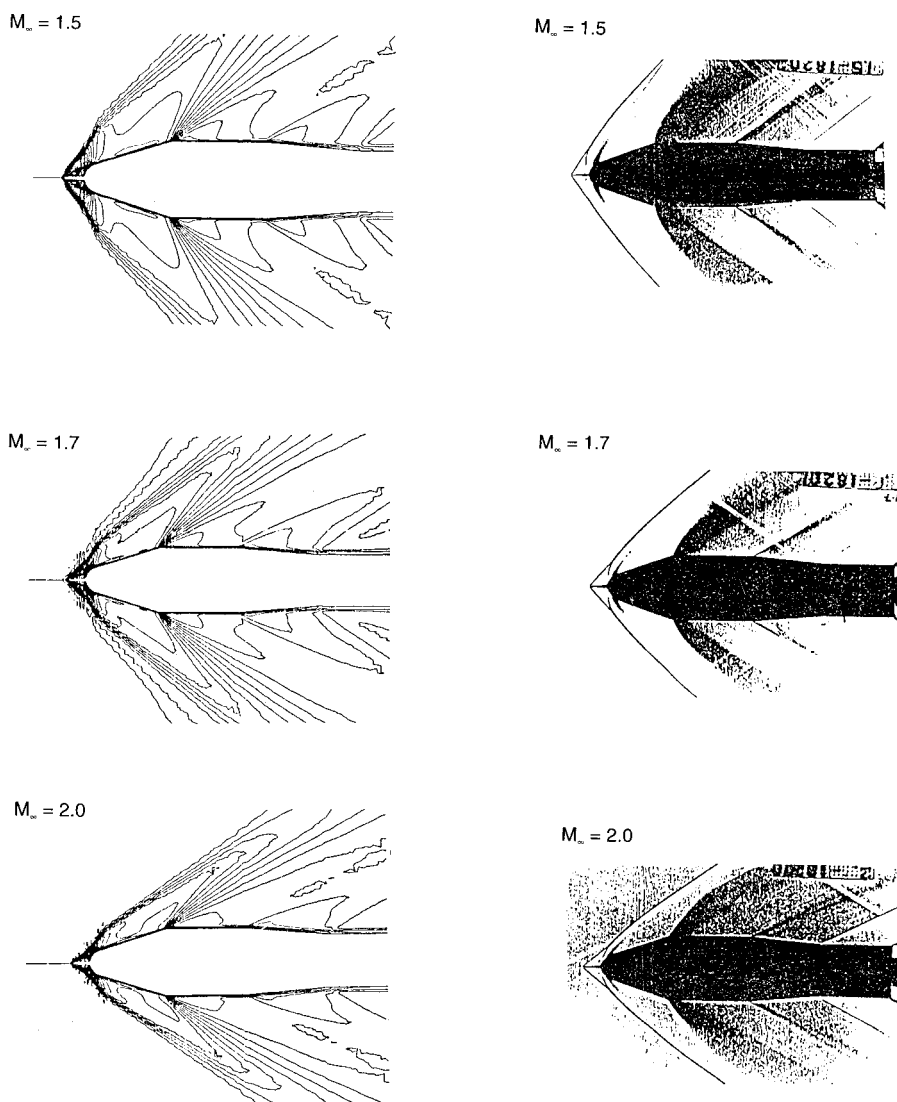 M∞ = 1.5
M∞ = 1.5
M∞ = 1.7
M∞ = 1.7
M∞ = 2.0
M∞ = 2.0